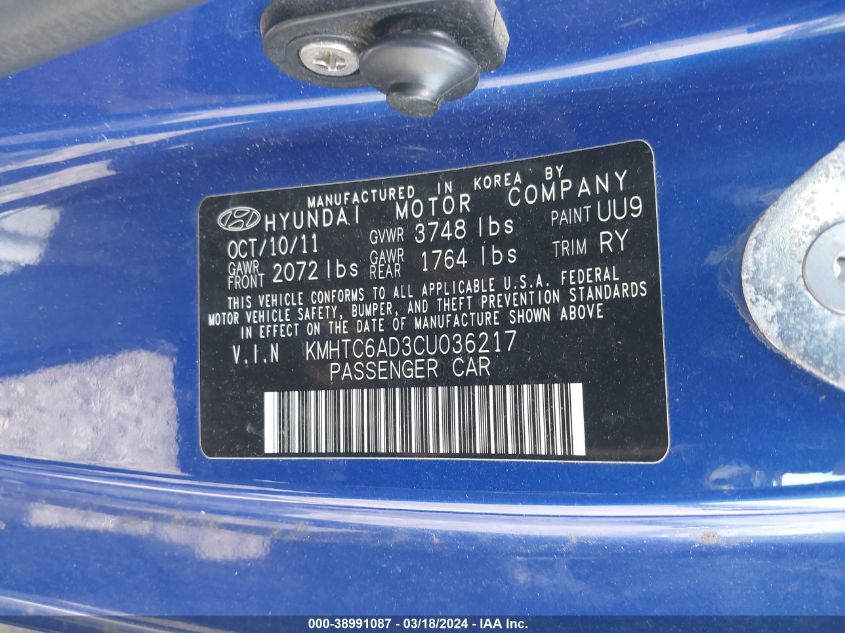 MANUFACTURED IN KOREA BY
HYUNDAI MOTOR COMPANY
OCT/10/11 GVWR 3748 lbs PAINT UU9
GAWR FRONT 2072 lbs GAWR REAR 1764 lbs TRIM RY
THIS VEHICLE CONFORMS TO ALL APPLICABLE U.S.A. FEDERAL
MOTOR VEHICLE SAFETY, BUMPER, AND THEFT PREVENTION STANDARDS
IN EFFECT ON THE DATE OF MANUFACTURE SHOWN ABOVE
V.I.N KMHTC6AD3CU036217
PASSENGER CAR
000-38991087 - 03/18/2024 - IAA Inc.